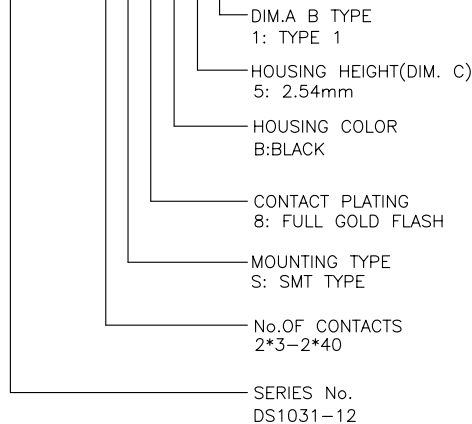 DIM.A B TYPE
1: TYPE 1
HOUSING HEIGHT(DIM. C)
5: 2.54mm
HOUSING COLOR
B:BLACK
CONTACT PLATING
8: FULL GOLD FLASH
MOUNTING TYPE
S: SMT TYPE
No.OF CONTACTS
2*3-2*40
SERIES No.
DS1031-12